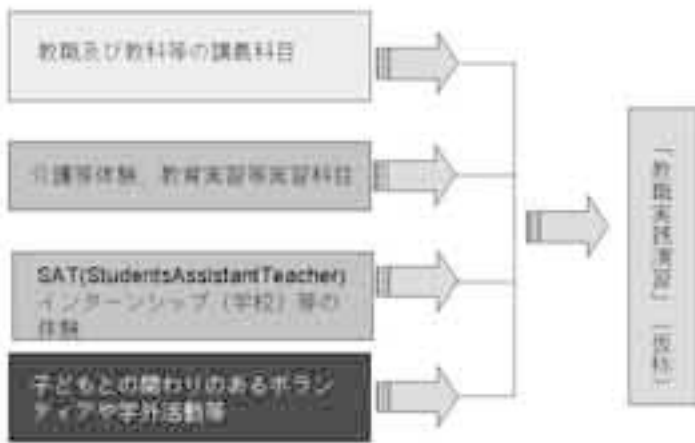 教職及び教科等の講義科目
介護等体験、教育実習等実習科目
SAT(StudentsAssistantTeacher)
インターンシップ（学校）等の
体験
子どもとの関わりのあるボラン
ティアや学外活動等
「教職実践演習」（仮称）